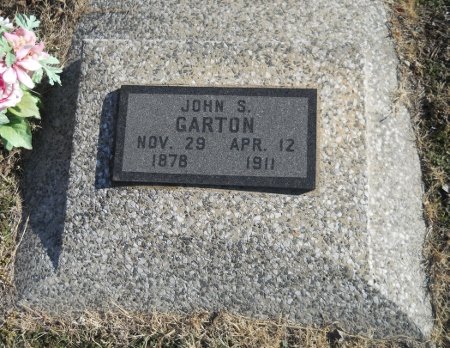 JOHN S.
GARTON
NOV. 29 APR. 12
1878 1911